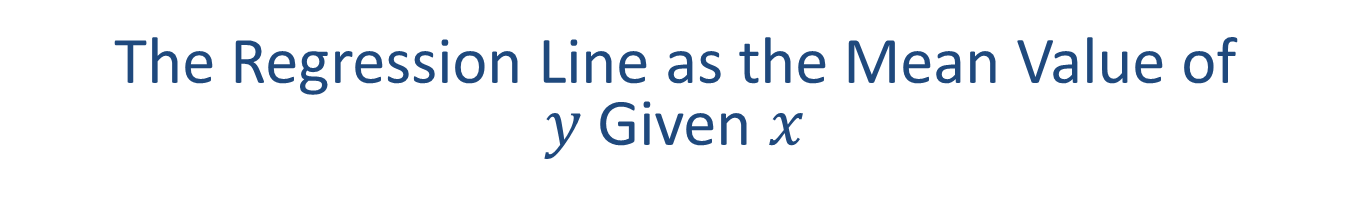 The Regression Line as the Mean Value of
𝑦 Given 𝑥